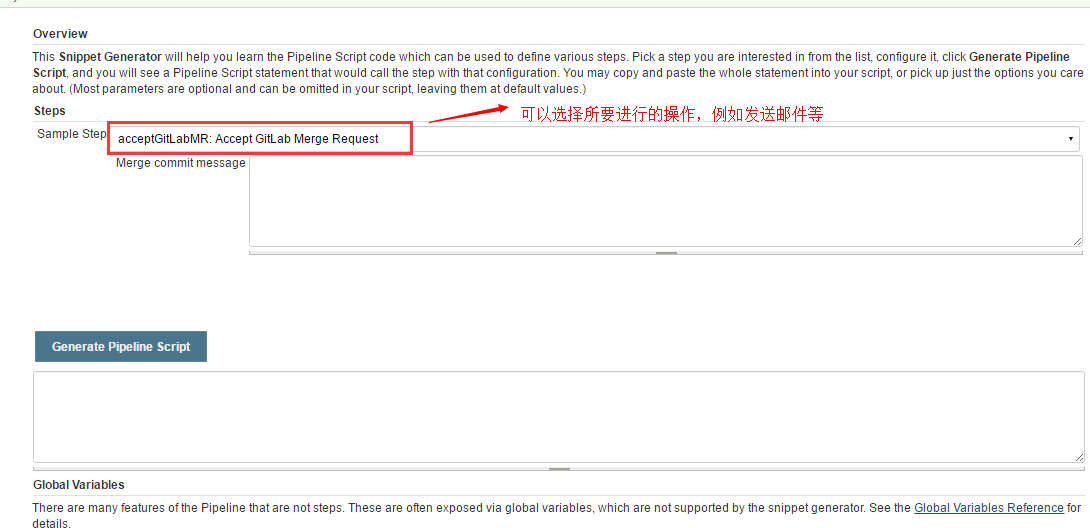 Overview
This Snippet Generator will help you learn the Pipeline Script code which can be used to define various steps. Pick a step you are interested in from the list, configure it, click Generate Pipeline
Script, and you will see a Pipeline Script statement that would call the step with that configuration. You may copy and paste the whole statement into your script, or pick up just the options you care
about. (Most parameters are optional and can be omitted in your script, leaving them at default values.)
Steps
可以选择所要进行的操作，例如发送邮件等
Sample Step
acceptGitLabMR: Accept GitLab Merge Request
Merge commit message
Generate Pipeline Script
Global Variables
There are many features of the Pipeline that are not steps. These are often exposed via global variables, which are not supported by the snippet generator. See the Global Variables Reference for
details.